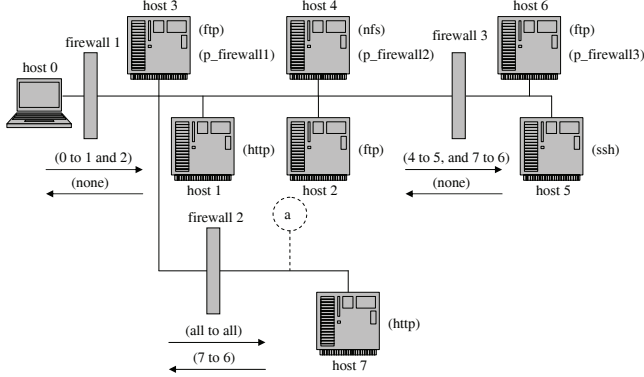 host 3
host 4
host 6
(ftp)
(nfs)
(ftp)
firewall 1
firewall 3
(p_firewall1)
(p_firewall2)
(p_firewall3)
host 0
(http)
(ftp)
(ssh)
(0 to 1 and 2)
(4 to 5, and 7 to 6)
(none)
(none)
host 1
host 2
host 5
firewall 2
a
(http)
(all to all)
(7 to 6)
host 7